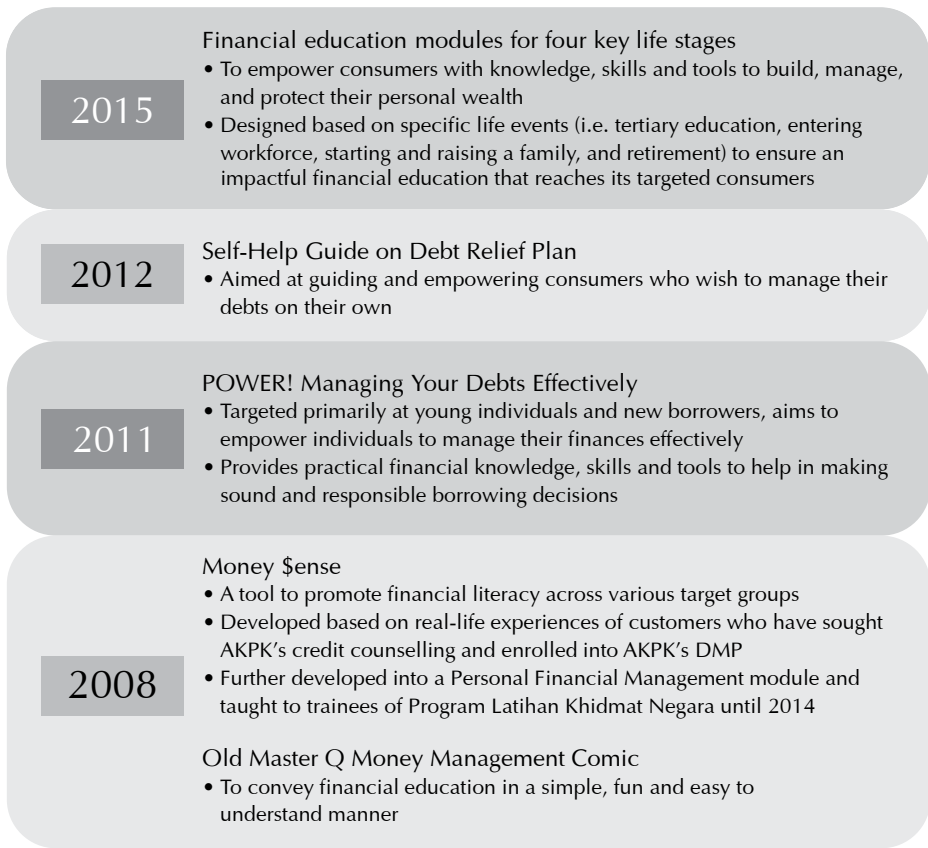 2015
Financial education modules for four key life stages
• To empower consumers with knowledge, skills and tools to build, manage,
and protect their personal wealth
• Designed based on specific life events (i.e. tertiary education, entering
workforce, starting and raising a family, and retirement) to ensure an
impactful financial education that reaches its targeted consumers
2012
Self-Help Guide on Debt Relief Plan
• Aimed at guiding and empowering consumers who wish to manage their
debts on their own
2011
POWER! Managing Your Debts Effectively
• Targeted primarily at young individuals and new borrowers, aims to
empower individuals to manage their finances effectively
• Provides practical financial knowledge, skills and tools to help in making
sound and responsible borrowing decisions
2008
Money $ense
• A tool to promote financial literacy across various target groups
• Developed based on real-life experiences of customers who have sought
AKPK's credit counselling and enrolled into AKPK's DMP
• Further developed into a Personal Financial Management module and
taught to trainees of Program Latihan Khidmat Negara until 2014
Old Master Q Money Management Comic
• To convey financial education in a simple, fun and easy to
understand manner